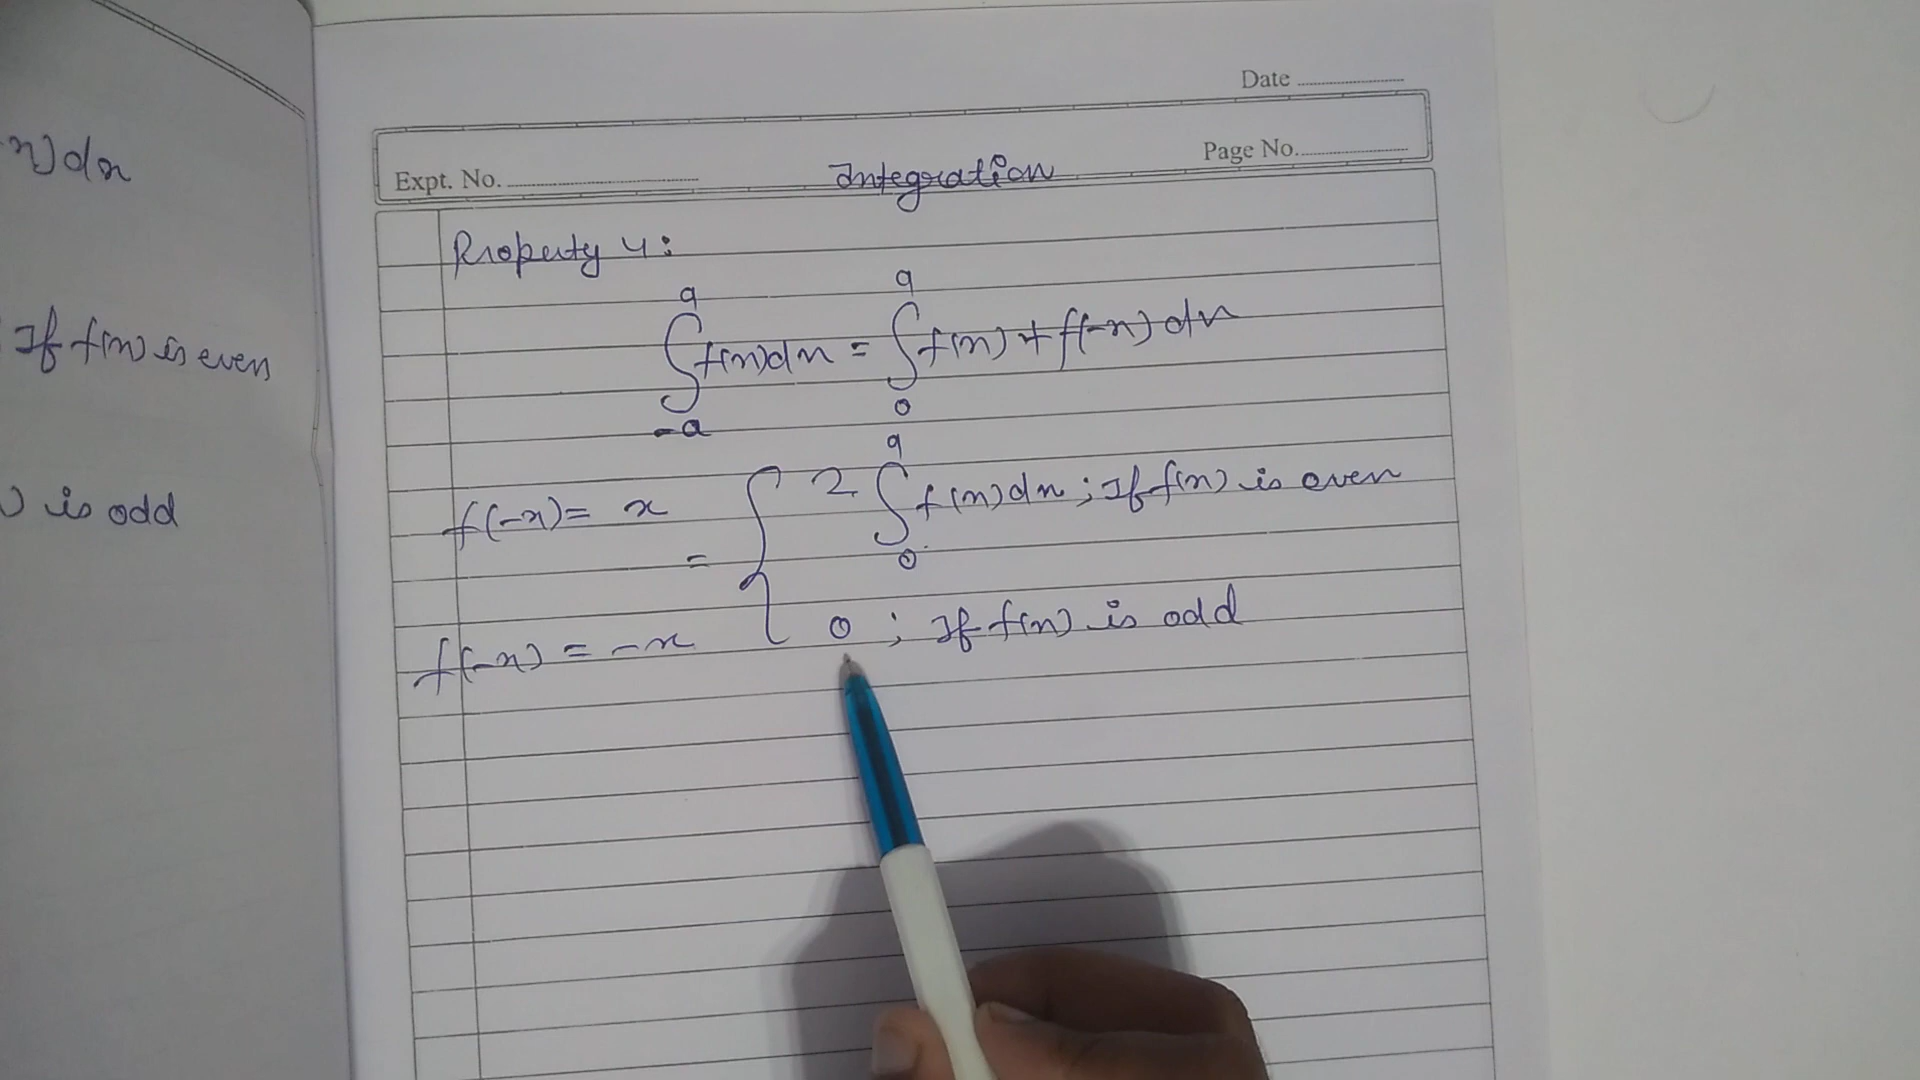 x)dx
If f(x) is even
) is odd
Date
Expt. No.
Integration
Page No.
Property 4:
∫_{-a}^{a} f(x)dx = ∫_{0}^{a} f(x) + f(-x) dx
f(-x) = x
= { 2 ∫_{0}^{a} f(x)dx ; If f(x) is even
f(-x) = -x
0 ; If f(x) is odd